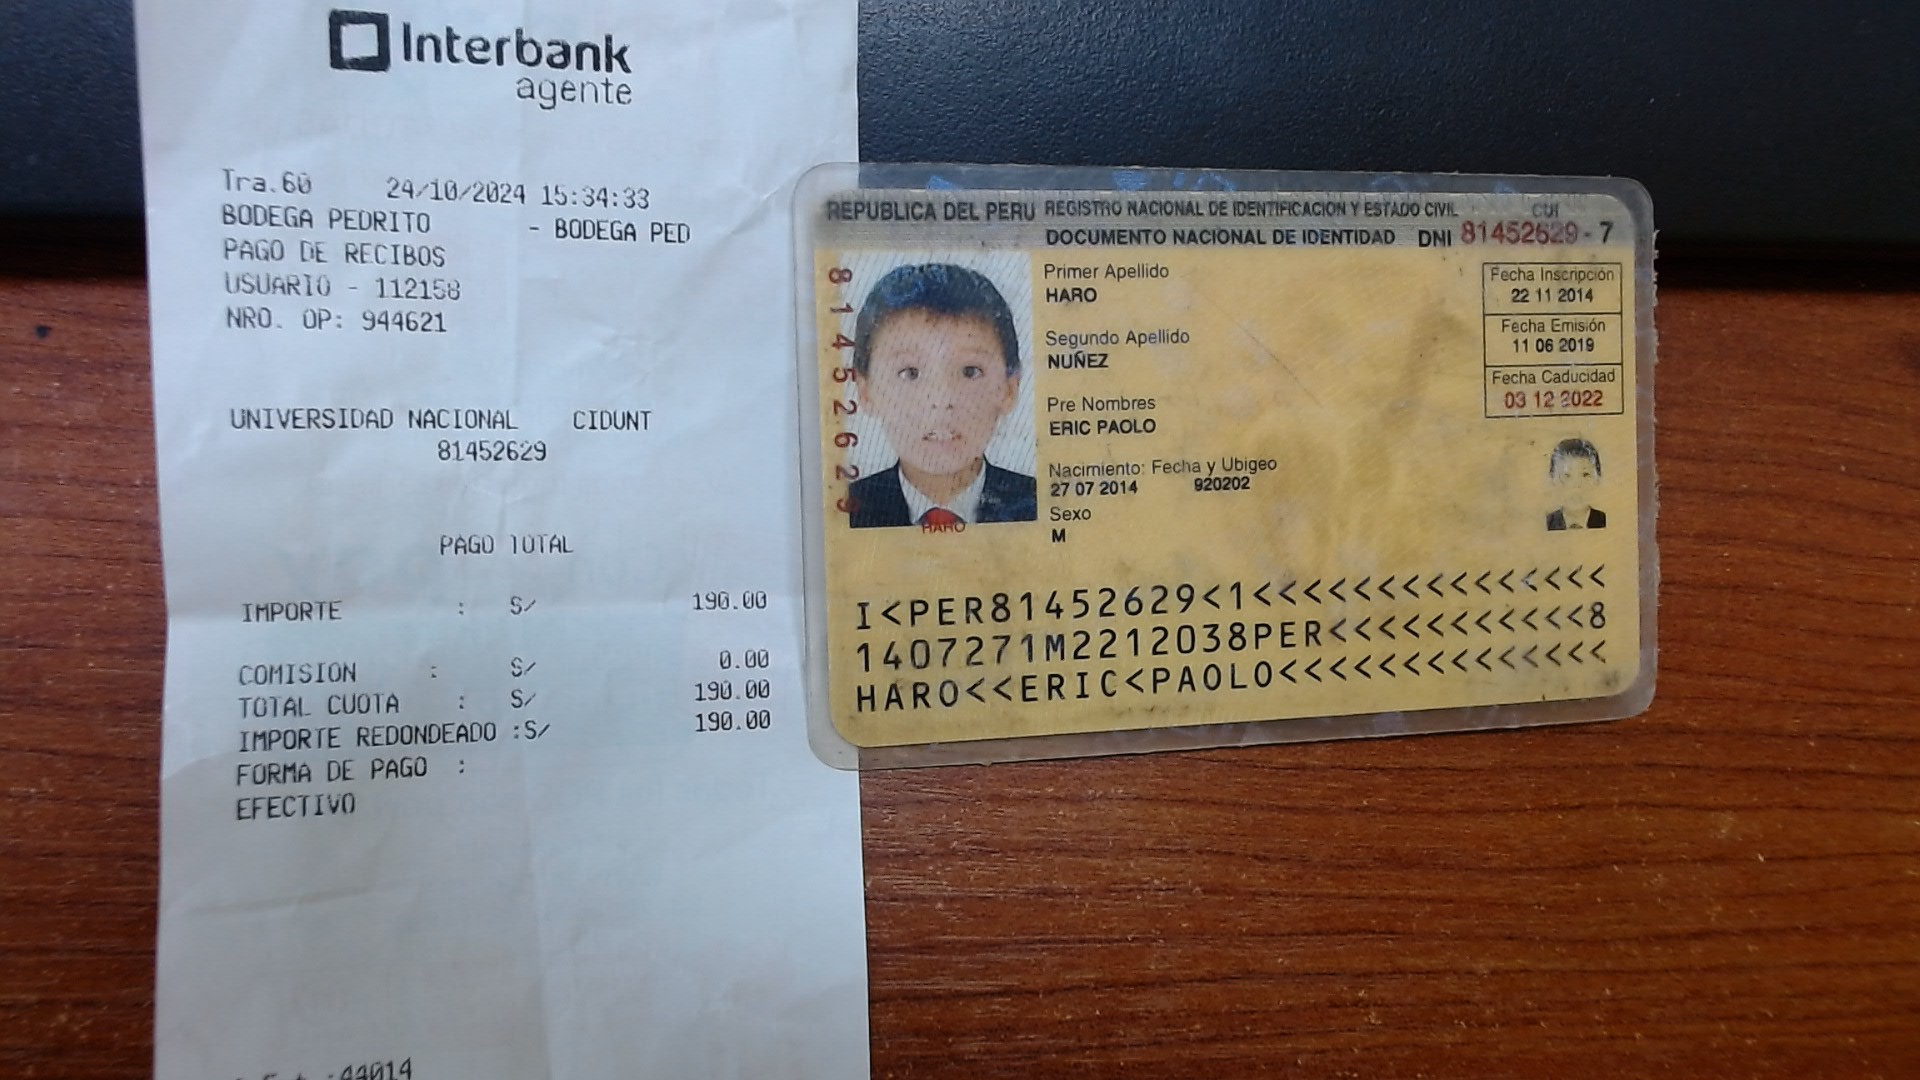 Interbank
agente
Tra.60 24/10/2024 15:34:33
BODEGA PEDRITO - BODEGA PED
PAGO DE RECIBOS
USUARIO - 112158
NRO. OP: 944621
UNIVERSIDAD NACIONAL CIDUNT
81452629
PAGO TOTAL
IMPORTE : S/ 190.00
COMISION : S/ 0.00
TOTAL CUOTA : S/ 190.00
IMPORTE REDONDEADO :S/ 190.00
FORMA DE PAGO :
EFECTIVO
:44014
REPUBLICA DEL PERU REGISTRO NACIONAL DE IDENTIFICACION Y ESTADO CIVIL CUI
DOCUMENTO NACIONAL DE IDENTIDAD DNI 81452629 - 7
81452629
HARO
Primer Apellido
HARO
Segundo Apellido
NUÑEZ
Pre Nombres
ERIC PAOLO
Nacimiento: Fecha y Ubigeo
27 07 2014 920202
Sexo
M
Fecha Inscripción
22 11 2014
Fecha Emisión
11 06 2019
Fecha Caducidad
03 12 2022
I<PER81452629<1<<<<<<<<<<<<<<<
1407271M2212038PER<<<<<<<<<<<8
HARO<<ERIC<PAOLO<<<<<<<<<<<<<<